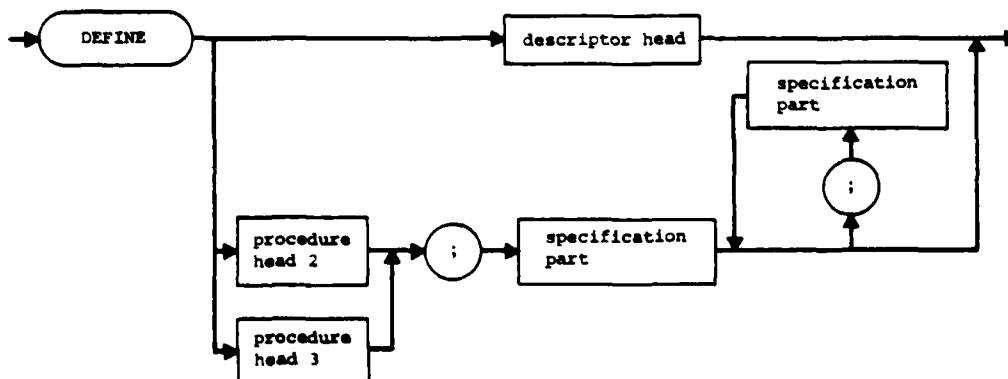 DEFINE
descriptor head
specification
part
;
procedure
head 2
;
specification
part
procedure
head 3